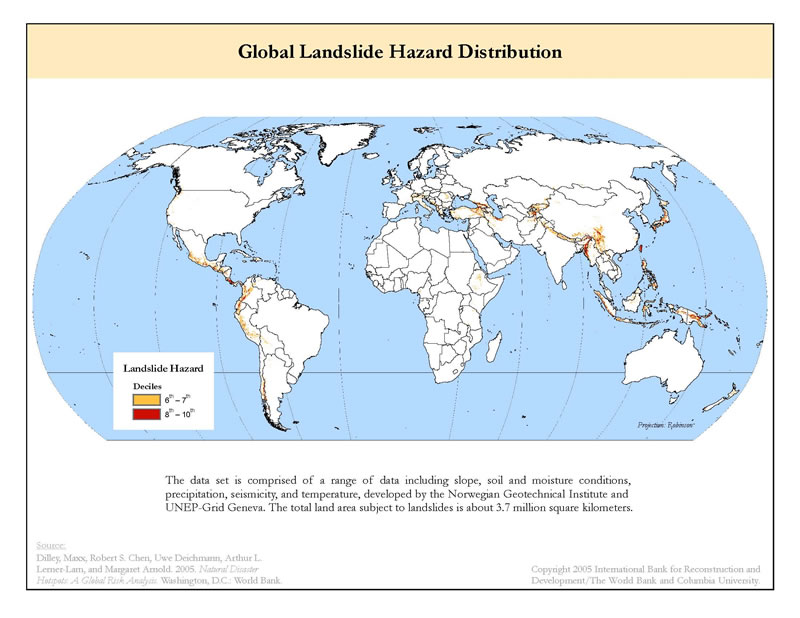 Global Landslide Hazard Distribution
Landslide Hazard
Deciles
6th – 7th
8th – 10th
Projection: Robinson
The data set is comprised of a range of data including slope, soil and moisture conditions,
precipitation, seismicity, and temperature, developed by the Norwegian Geotechnical Institute and
UNEP-Grid Geneva. The total land area subject to landslides is about 3.7 million square kilometers.
Source:
Dilley, Maxx, Robert S. Chen, Uwe Deichmann, Arthur L.
Lerner-Lam, and Margaret Arnold. 2005. Natural Disaster
Hotspots: A Global Risk Analysis. Washington, D.C.: World Bank.
Copyright 2005 International Bank for Reconstruction and
Development/The World Bank and Columbia University.